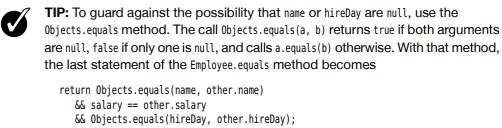 TIP: To guard against the possibility that name or hireDay are null, use the
Objects.equals method. The call Objects.equals(a, b) returns true if both arguments
are null, false if only one is null, and calls a.equals(b) otherwise. With that method,
the last statement of the Employee.equals method becomes
return Objects.equals(name, other.name)
&& salary == other.salary
&& Objects.equals(hireDay, other.hireDay);